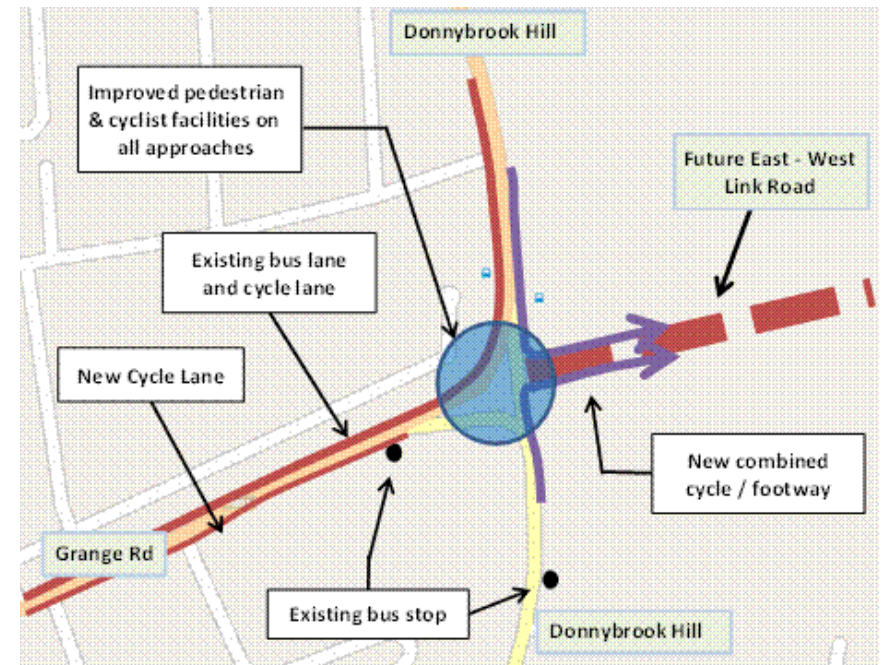 Donnybrook Hill
Improved pedestrian
& cyclist facilities on
all approaches
Future East - West
Link Road
Existing bus lane
and cycle lane
New Cycle Lane
New combined
cycle / footway
Grange Rd
Existing bus stop
Donnybrook Hill